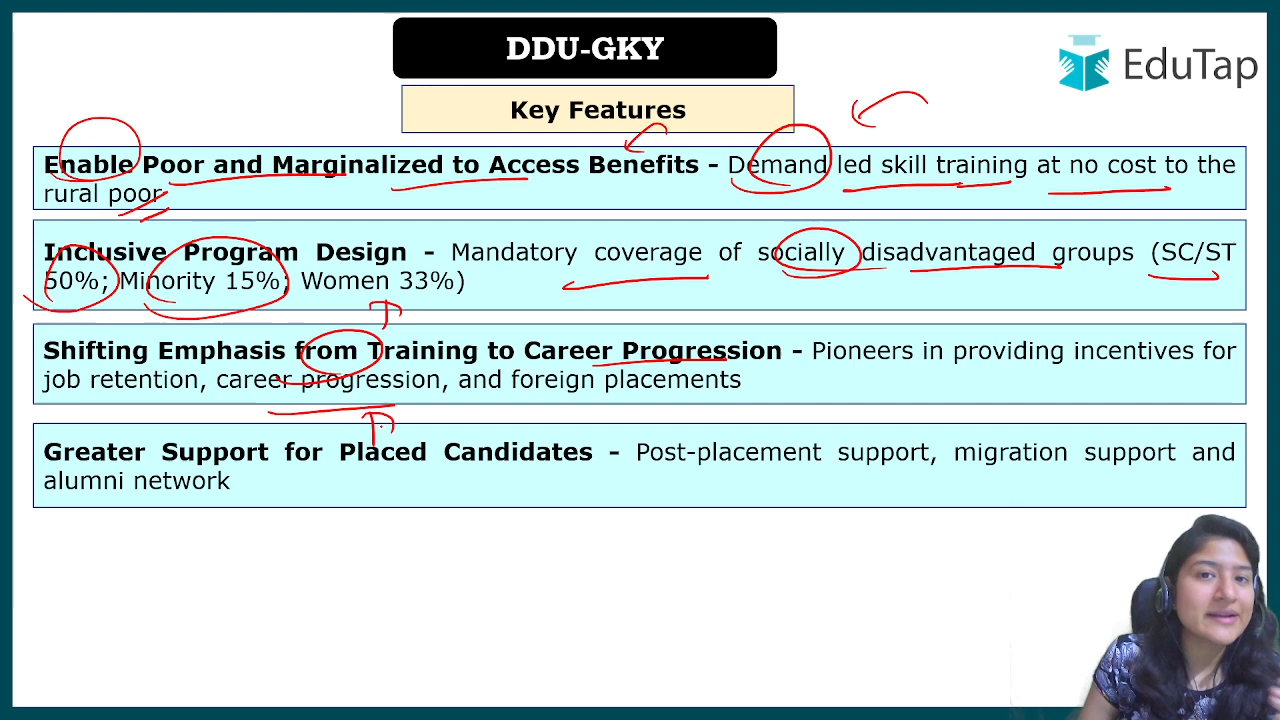 DDU-GKY
EduTap
Key Features
Enable Poor and Marginalized to Access Benefits - Demand led skill training at no cost to the
rural poor
Inclusive Program Design - Mandatory coverage of socially disadvantaged groups (SC/ST
50%; Minority 15%; Women 33%)
Shifting Emphasis from Training to Career Progression - Pioneers in providing incentives for
job retention, career progression, and foreign placements
Greater Support for Placed Candidates - Post-placement support, migration support and
alumni network